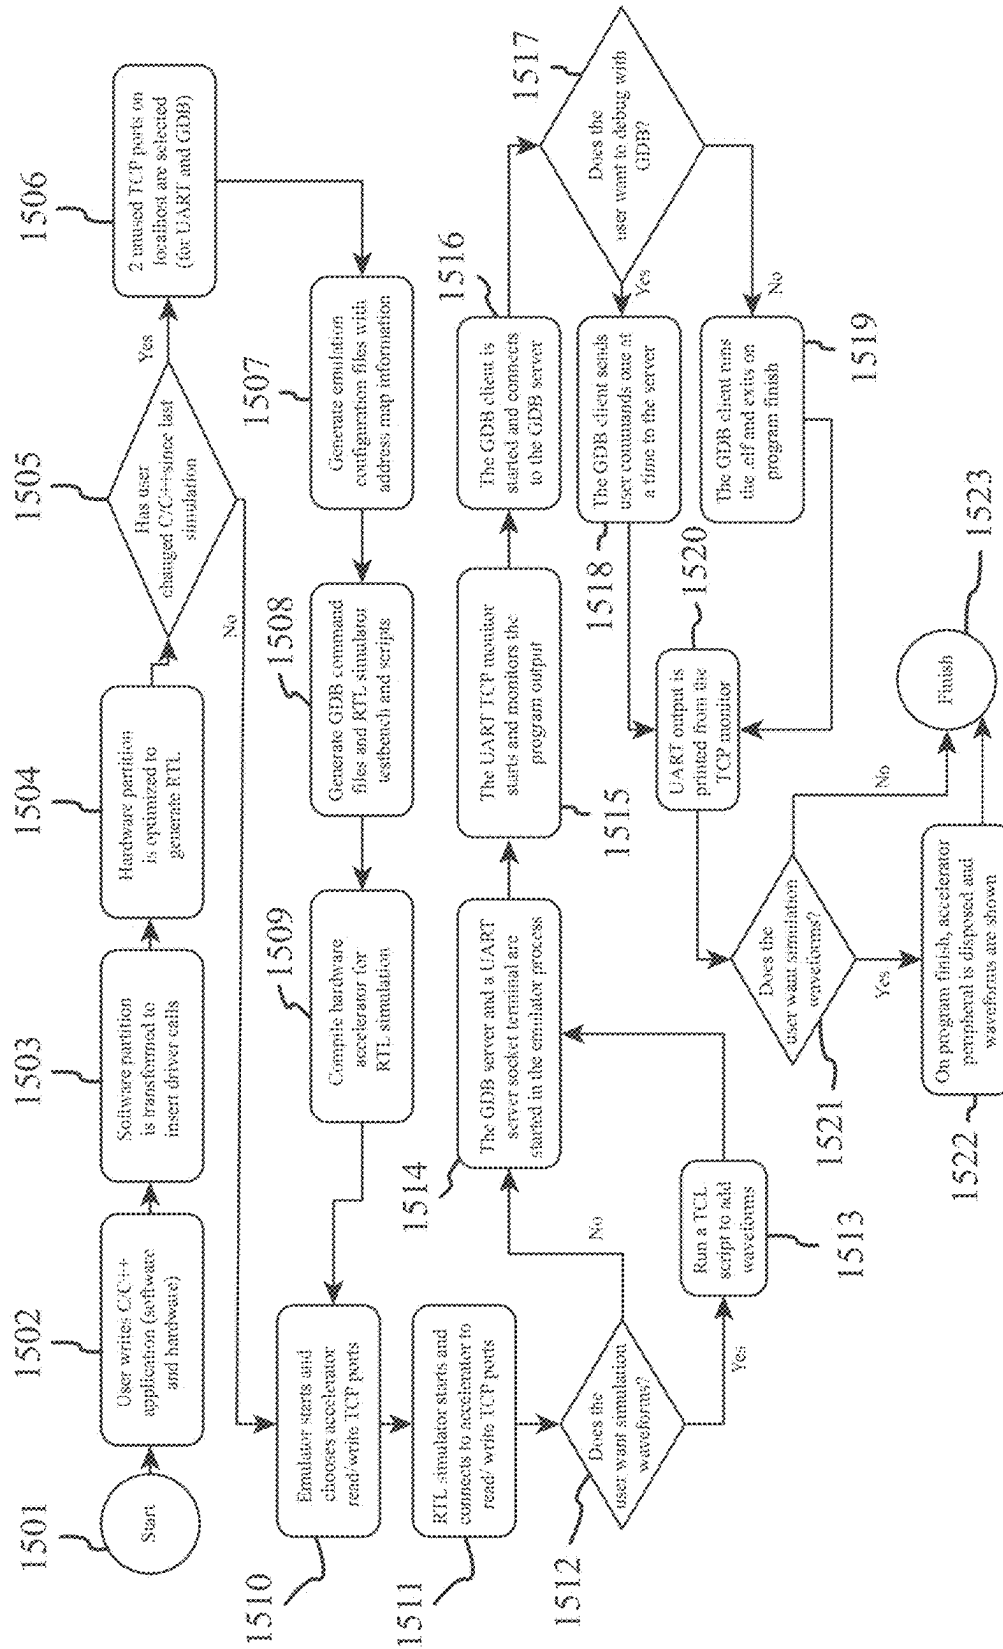 1501
Start
1502
User writes C/C++
application (software
and hardware)
1503
Software partition
is transformed to
insert driver calls
1504
Hardware partition
is optimized to
generate RTL
1505
Has user
changed C/C++ since last
simulation
Yes
No
1506
2 unused TCP ports on
localhost are selected
(for UART and GDB)
1507
Generate emulation
configuration files with
address map information
1508
Generate GDB command
files and RTL simulator
testbench and scripts
1509
Compile hardware
accelerator for
RTL simulation
1510
Emulator starts and
chooses accelerator
read/write TCP ports
1511
RTL simulator starts and
connects to accelerator to
read/ write TCP ports
1512
Does the
user want simulation
waveforms?
Yes
No
1513
Run a TCL
script to add
waveforms
1514
The GDB server and a UART
server socket terminal are
started in the emulator process
1515
The UART TCP monitor
starts and monitors the
program output
1516
The GDB client is
started and connects
to the GDB server
1517
Does the
user want to debug with
GDB?
Yes
No
1518
The GDB client sends
user commands one at
a time to the server
1519
The GDB client runs
the .elf and exits on
program finish
1520
UART output is
printed from the
TCP monitor
1521
Does the
user want simulation
waveforms?
Yes
No
1522
On program finish, accelerator
peripheral is disposed and
waveforms are shown
1523
Finish